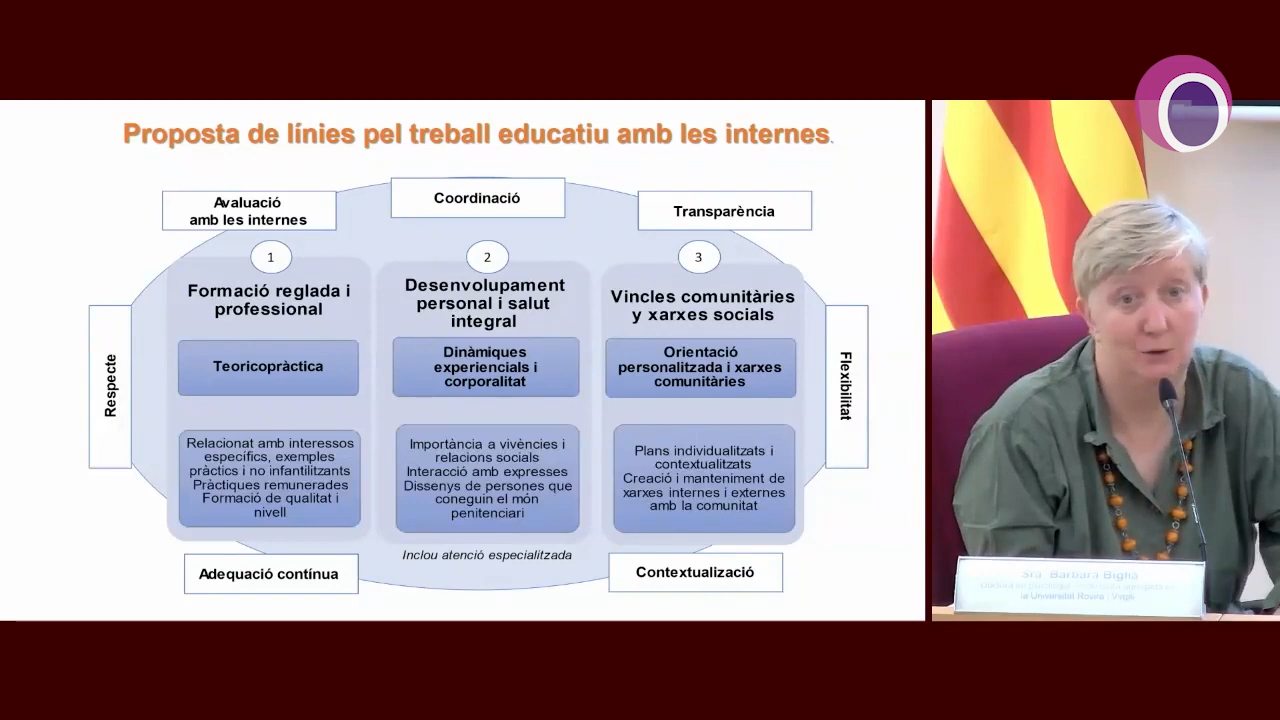 Proposta de línies pel treball educatiu amb les internes.
Avaluació
amb les internes
Coordinació
Transparència
Respecte
Flexibilitat
1
Formació reglada i
professional
Teoricopràctica
Relacionat amb interessos
específics, exemples
pràctics i no infantilitzants
Pràctiques remunerades
Formació de qualitat i
nivell
2
Desenvolupament
personal i salut
integral
Dinàmiques
experiencials i
corporalitat
Importància a vivències i
relacions socials
Interacció amb expresses
Dissenys de persones que
coneguin el món
penitenciari
Inclou atenció especialitzada
3
Vincles comunitàries
y xarxes socials
Orientació
personalitzada i xarxes
comunitàries
Plans individualitzats i
contextualitzats
Creació i manteniment de
xarxes internes i externes
amb la comunitat
Adequació contínua
Contextualizació
Sra. Barbara Biglia
la Universitat Rovira i Virgili